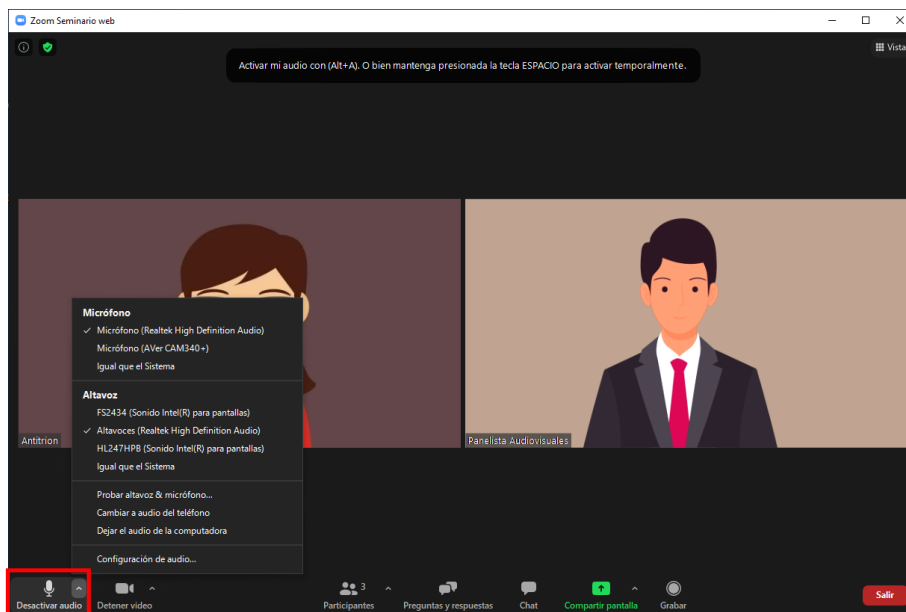 Zoom Seminario web
Vista
Activar mi audio con (Alt+A). O bien mantenga presionada la tecla ESPACIO para activar temporalmente.
Micrófono
Micrófono (Realtek High Definition Audio)
Micrófono (AVer CAM340+)
Igual que el Sistema
Altavoz
FS2434 (Sonido Intel(R) para pantallas)
Altavoces (Realtek High Definition Audio)
HL247HPB (Sonido Intel(R) para pantallas)
Igual que el Sistema
Probar altavoz & micrófono...
Cambiar a audio del teléfono
Dejar el audio de la computadora
Configuración de audio...
Antitrion
Panelista Audiovisuales
Desactivar audio
Detener video
3
Participantes
Preguntas y respuestas
Chat
Compartir pantalla
Grabar
Salir